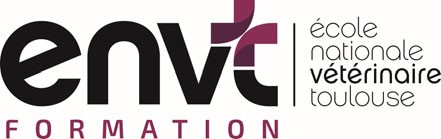 envt
FORMATION
école
nationale
vétérinaire
toulouse